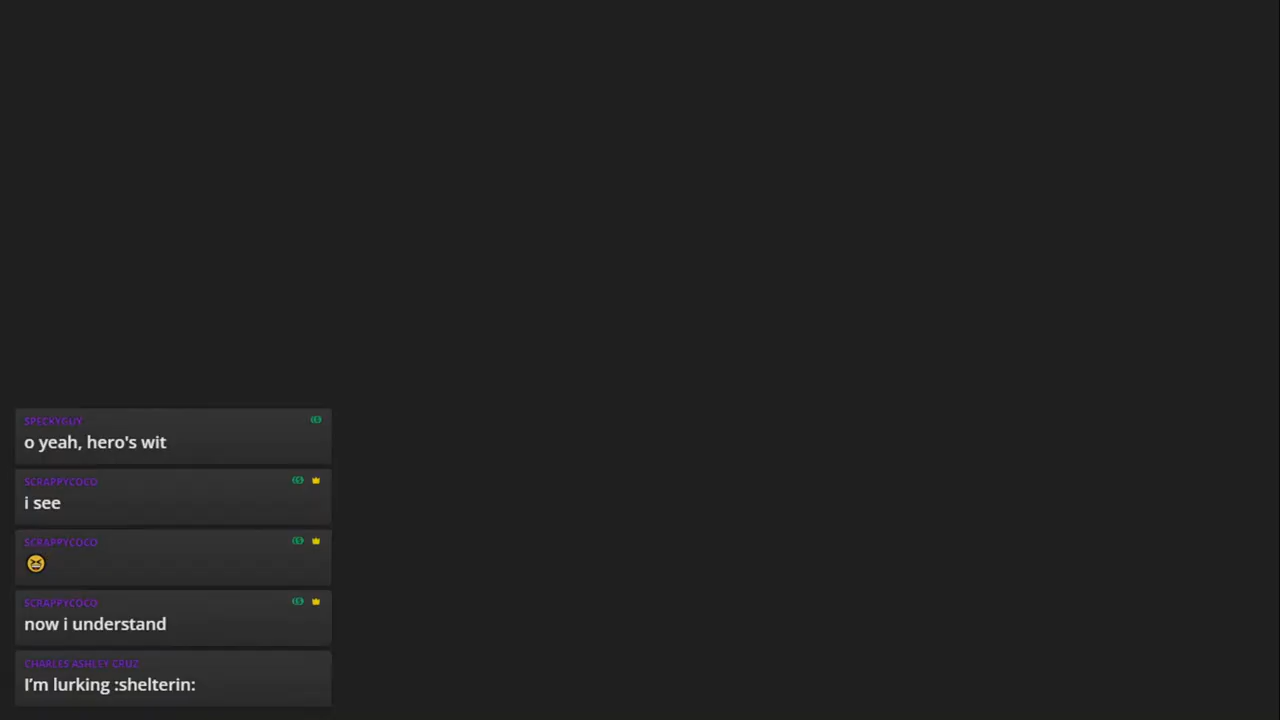 SPECKYGUY
o yeah, hero's wit
SCRAPPYCOCO
i see
SCRAPPYCOCO
SCRAPPYCOCO
now i understand
CHARLES ASHLEY CRUZ
I’m lurking :shelterin: